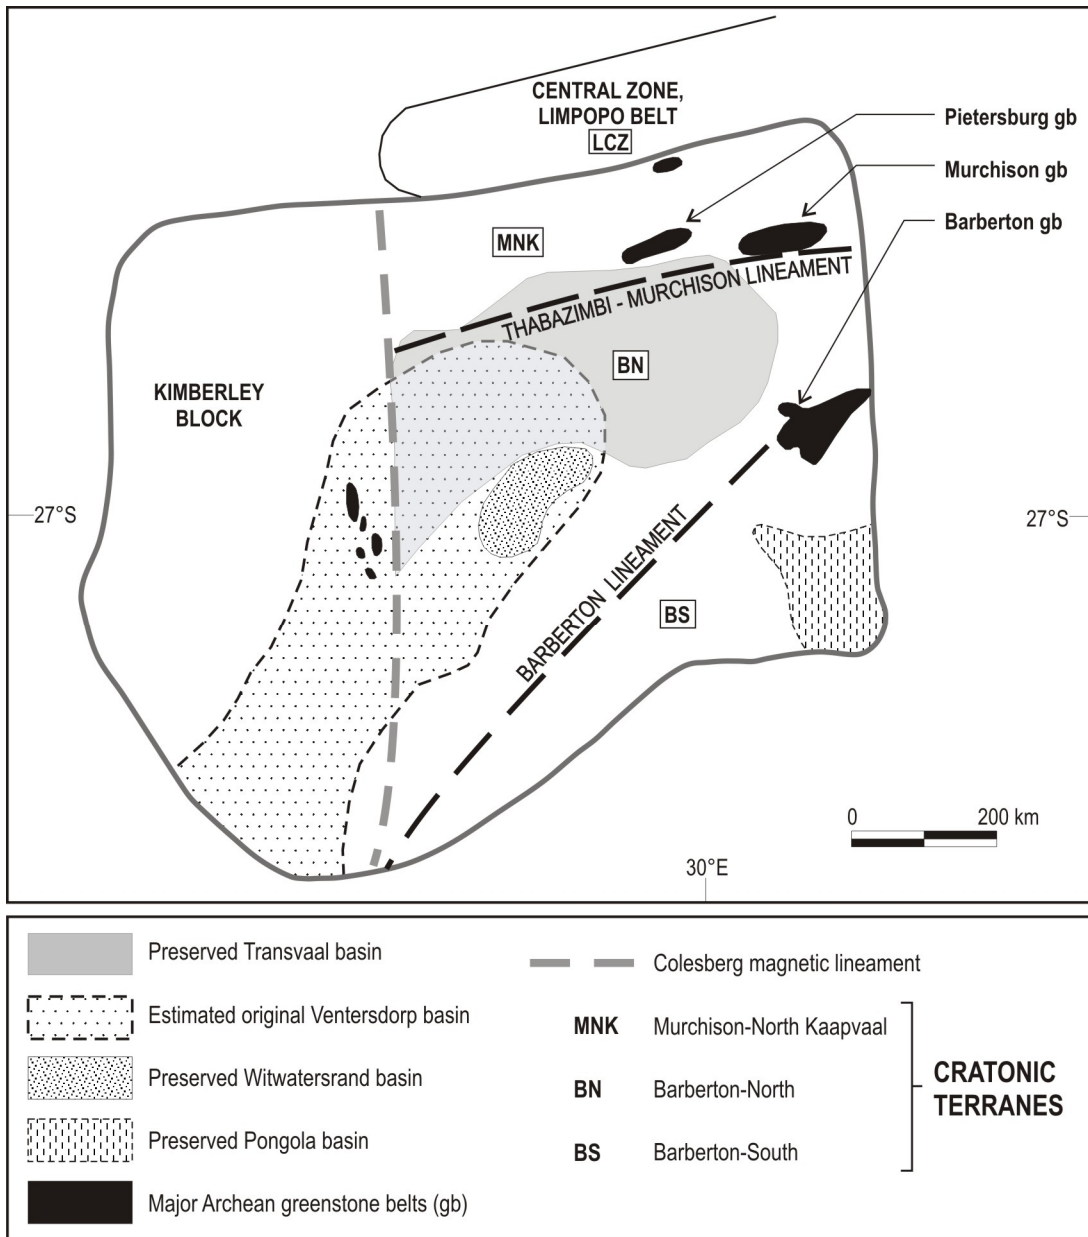 CENTRAL ZONE,
LIMPOPO BELT
LCZ
Pietersburg gb
Murchison gb
Barberton gb
MNK
THABAZIMBI - MURCHISON LINEAMENT
BN
KIMBERLEY
BLOCK
27°S
27°S
BARBERTON LINEAMENT
BS
0 200 km
30°E
Preserved Transvaal basin
Estimated original Ventersdorp basin
Preserved Witwatersrand basin
Preserved Pongola basin
Major Archean greenstone belts (gb)
Colesberg magnetic lineament
MNK Murchison-North Kaapvaal
BN Barberton-North
BS Barberton-South
CRATONIC
TERRANES